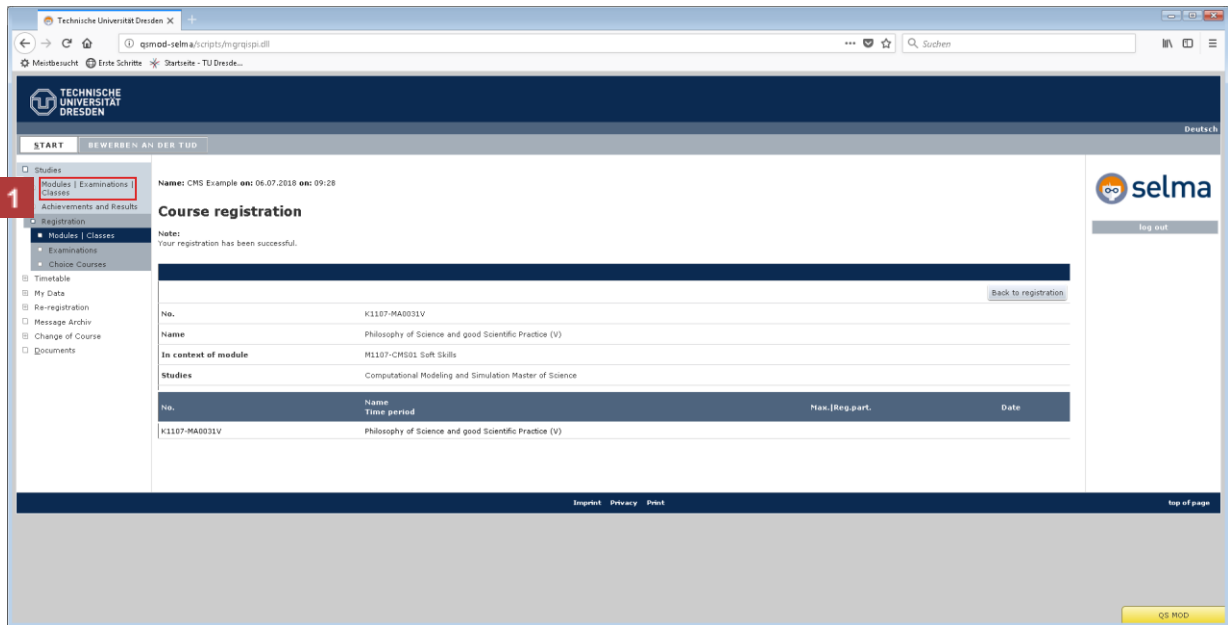 Technische Universität Dresden
qsmod-selma/scripts/mgrqispi.dll
Suchen
Meistbesucht Erste Schritte Startseite - TU Dresde...
TECHNISCHE
UNIVERSITÄT
DRESDEN
Deutsch
START BEWERBEN AN DER TUD
1
Studies
Modules | Examinations |
Classes
Achievements and Results
Registration
Modules | Classes
Examinations
Choice Courses
Timetable
My Data
Re-registration
Message Archiv
Change of Course
Documents
Name: CMS Example on: 06.07.2018 on: 09:28
Course registration
Note:
Your registration has been successful.
Back to registration
No. K1107-MA0031V
Name Philosophy of Science and good Scientific Practice (V)
In context of module M1107-CMS01 Soft Skills
Studies Computational Modeling and Simulation Master of Science
No. Name Max.|Reg.part. Date
Time period
K1107-MA0031V Philosophy of Science and good Scientific Practice (V)
selma
log out
Imprint Privacy Print top of page
QS MOD